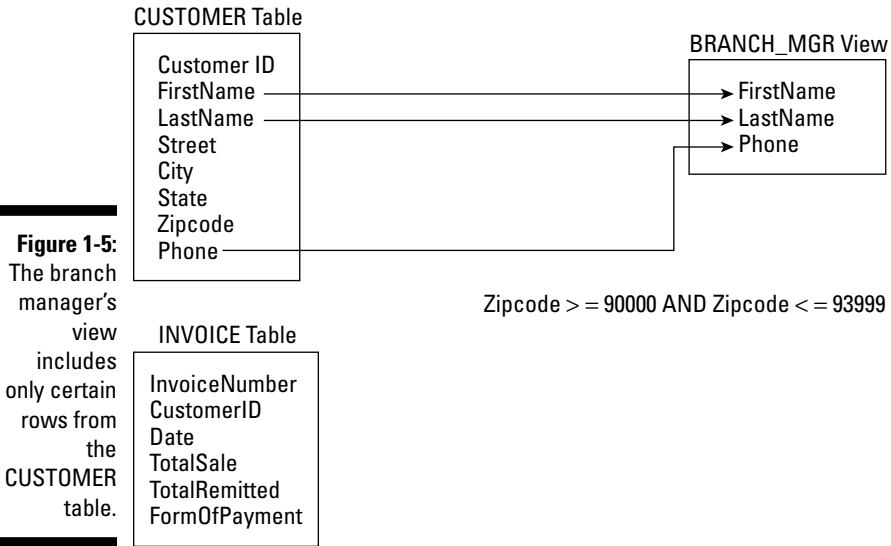 CUSTOMER Table
Customer ID
FirstName
LastName
Street
City
State
Zipcode
Phone
BRANCH_MGR View
FirstName
LastName
Phone
Zipcode > = 90000 AND Zipcode < = 93999
INVOICE Table
InvoiceNumber
CustomerID
Date
TotalSale
TotalRemitted
FormOfPayment
Figure 1-5:
The branch
manager's
view
includes
only certain
rows from
the
CUSTOMER
table.